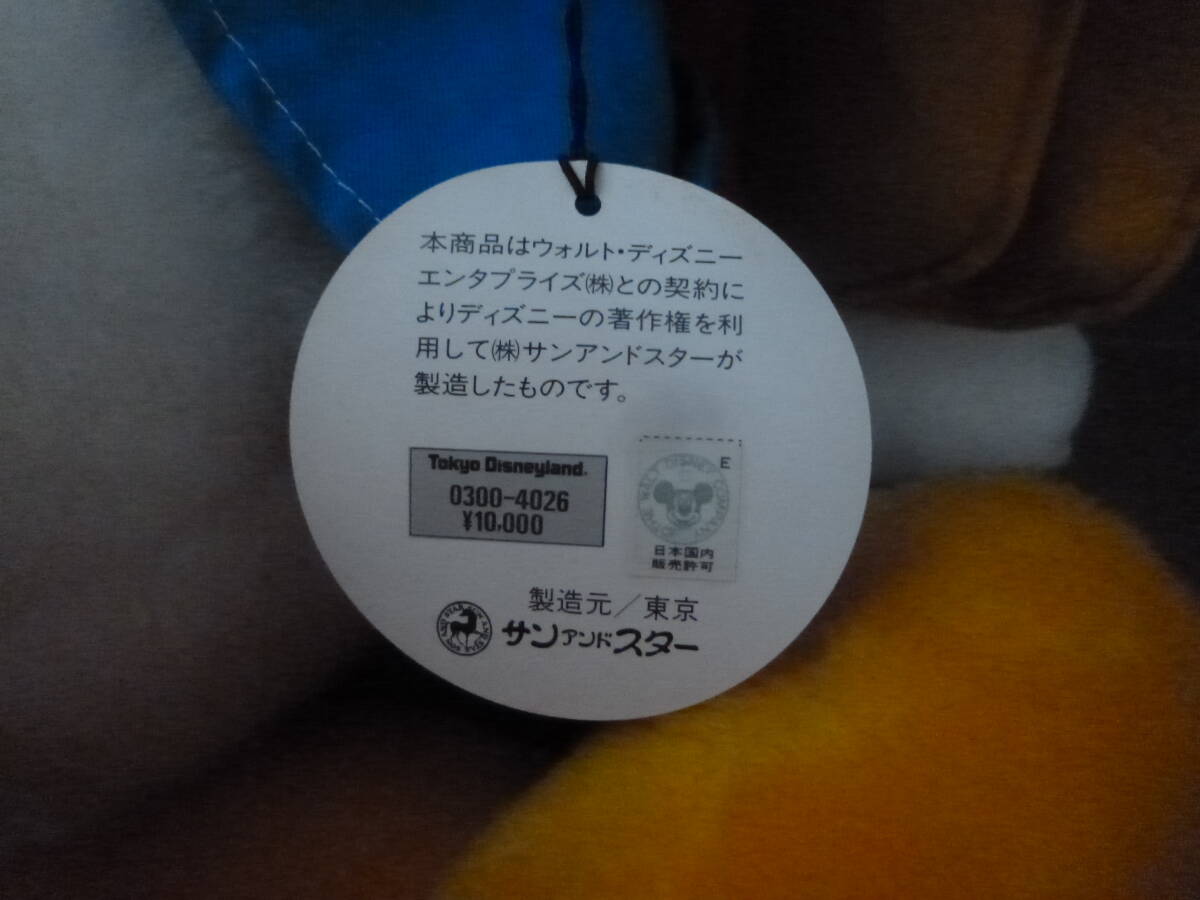 本商品はウォルト・ディズニー
エンタプライズ㈱との契約に
よりディズニーの著作権を利
用して㈱サンアンドスターが
製造したものです。
Tokyo Disneyland.
0300-4026
¥10,000
E
THE WALT DISNEY COMPANY
日本国内
販売許可
製造元/東京
サンアンドスター